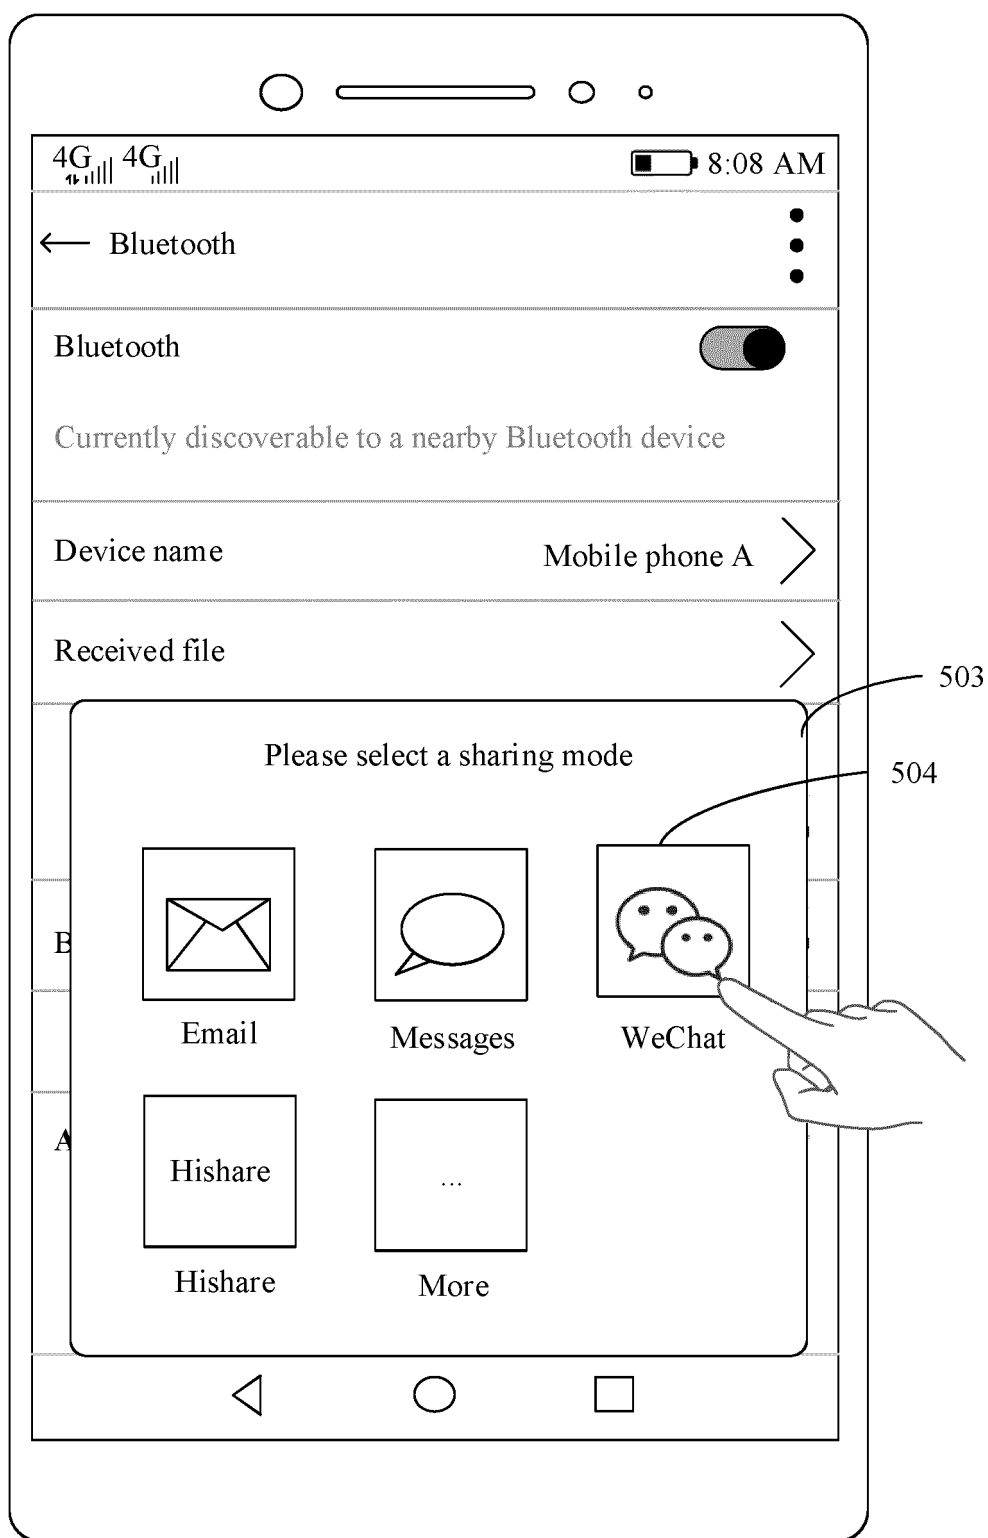 4G 4G 8:08 AM
Bluetooth
Bluetooth
Currently discoverable to a nearby Bluetooth device
Device name Mobile phone A
Received file
503
Please select a sharing mode
504
B
Email Messages WeChat
A
Hishare ...
Hishare More